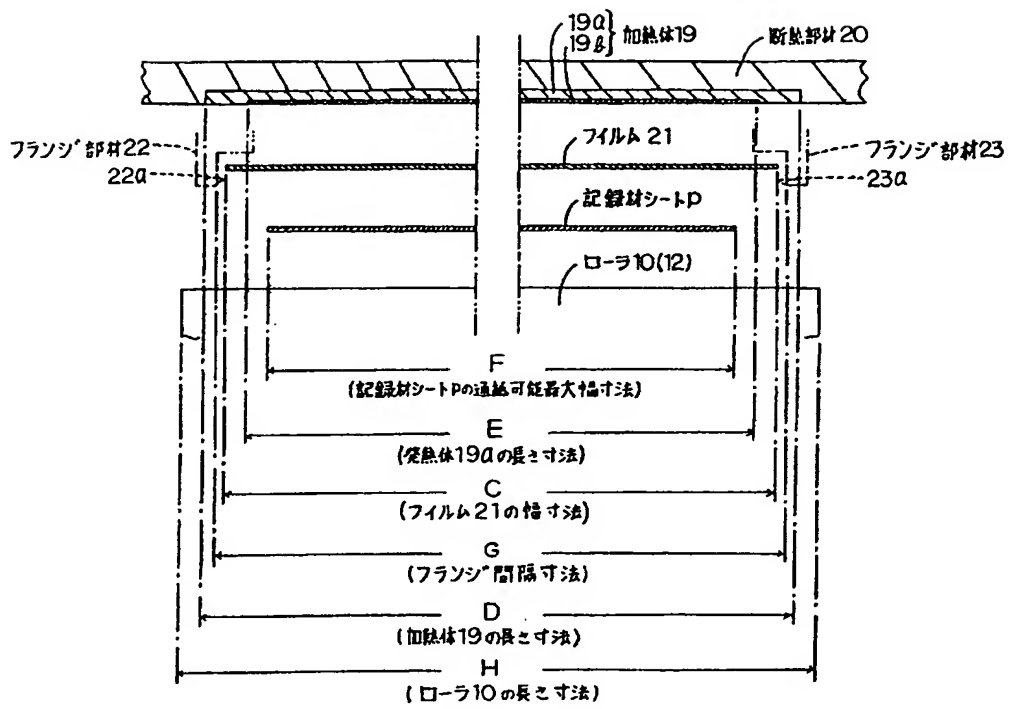 19a
19b
加熱体19
断熱部材20
フランジ部材22
22a
フイルム21
フランジ部材23
23a
記録材シートP
ローラ10(12)
F
(記録材シートPの通紙可能最大幅寸法)
E
(発熱体19aの長さ寸法)
C
(フイルム21の幅寸法)
G
(フランジ間隔寸法)
D
(加熱体19の長さ寸法)
H
(ローラ10の長さ寸法)